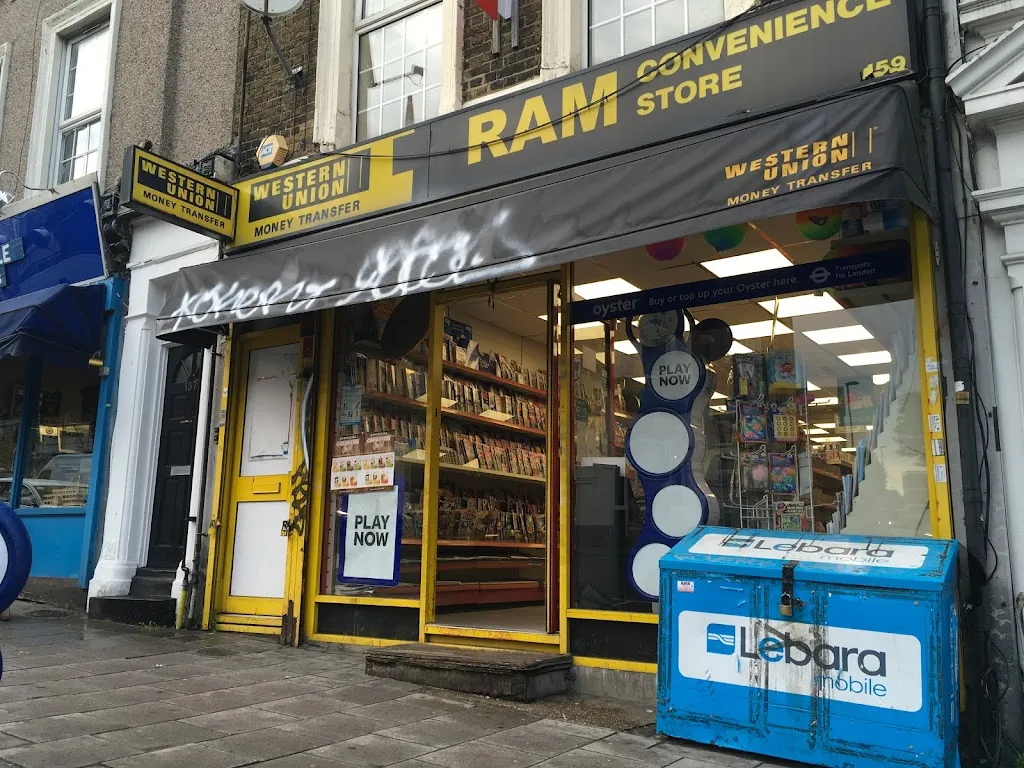 RAM CONVENIENCE
STORE
159
WESTERN
UNION
MONEY TRANSFER
WESTERN
UNION
MONEY TRANSFER
WESTERN
UNION
MONEY TRANSFER
oyster Buy or top up your Oyster here.
Transport
for London
PLAY
NOW
PLAY
NOW
157
Lebara
mobile
Lebara
mobile